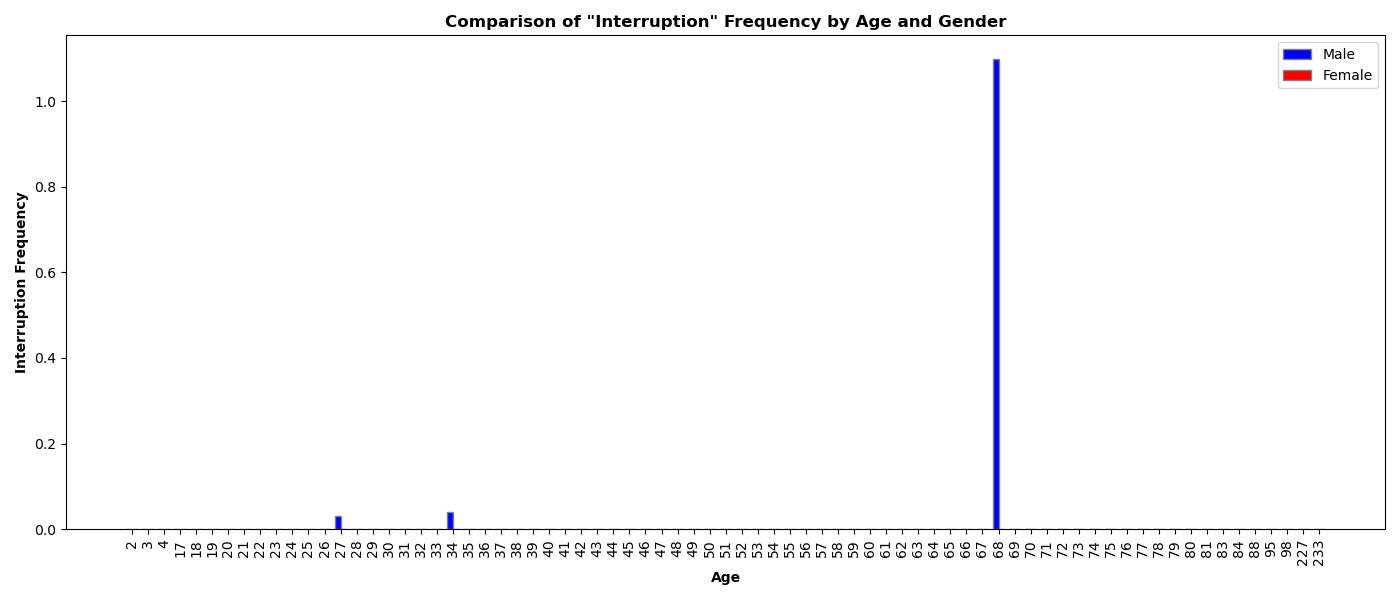 Comparison of "Interruption" Frequency by Age and Gender
Male
Female
Interruption Frequency
1.0
0.8
0.6
0.4
0.2
0.0
2 3 4 17 18 19 20 21 22 23 24 25 26 27 28 29 30 31 32 33 34 35 36 37 38 39 40 41 42 43 44 45 46 47 48 49 50 51 52 53 54 55 56 57 58 59 60 61 62 63 64 65 66 67 68 69 70 71 72 73 74 75 76 77 78 79 80 81 83 84 88 95 98 227 233
Age